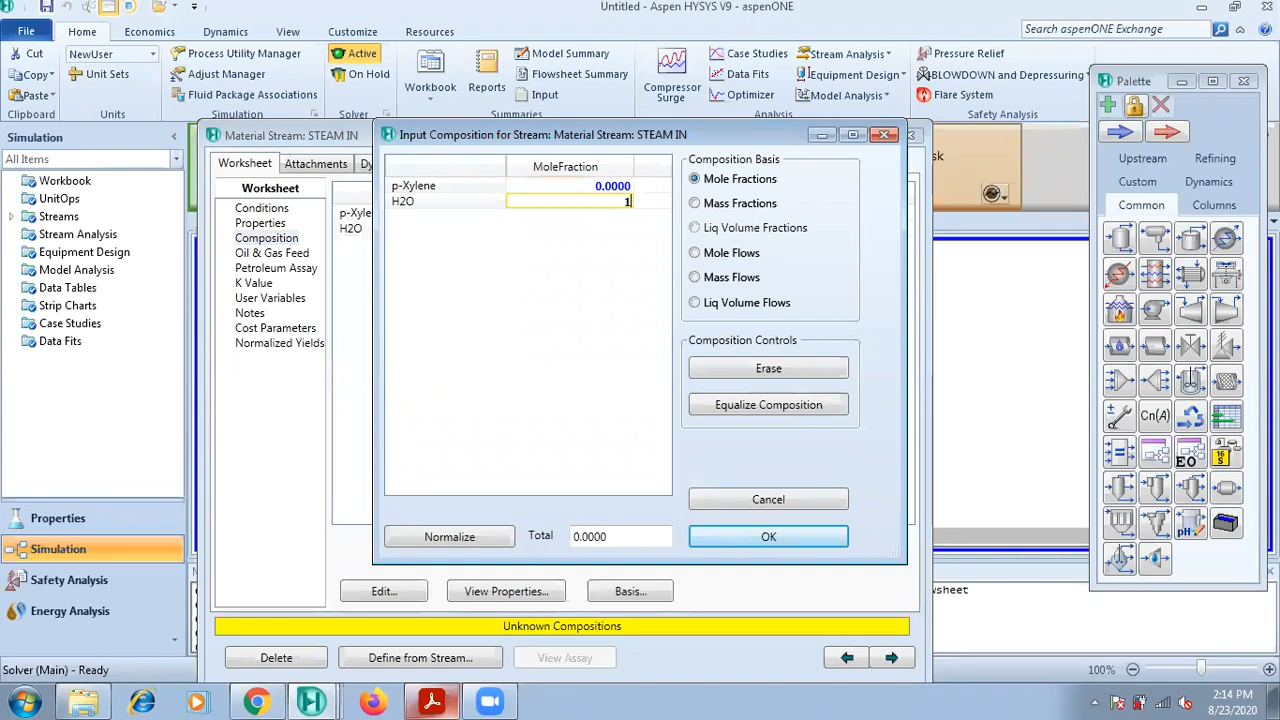 Untitled - Aspen HYSYS V9 - aspenONE
File
Home
Economics
Dynamics
View
Customize
Resources
Search aspenONE Exchange
Cut
Copy
Paste
Clipboard
NewUser
Unit Sets
Units
Process Utility Manager
Adjust Manager
Fluid Package Associations
Simulation
Active
On Hold
Solver
Workbook
Reports
Model Summary
Flowsheet Summary
Input
Summaries
Compressor
Surge
Case Studies
Data Fits
Optimizer
Stream Analysis
Equipment Design
Model Analysis
Analysis
Pressure Relief
BLOWDOWN and Depressuring
Flare System
Safety Analysis
Simulation
All Items
Workbook
UnitOps
Streams
Stream Analysis
Equipment Design
Model Analysis
Data Tables
Strip Charts
Case Studies
Data Fits
Properties
Simulation
Safety Analysis
Energy Analysis
Solver (Main) - Ready
Material Stream: STEAM IN
Worksheet
Attachments
Worksheet
Conditions
Properties
Composition
Oil & Gas Feed
Petroleum Assay
K Value
User Variables
Notes
Cost Parameters
Normalized Yields
H2O
Edit...
View Properties...
Basis...
Unknown Compositions
Delete
Define from Stream...
View Assay
Input Composition for Stream: Material Stream: STEAM IN
MoleFraction
p-Xylene 0.0000
H2O 1
Composition Basis
Mole Fractions
Mass Fractions
Liq Volume Fractions
Mole Flows
Mass Flows
Liq Volume Flows
Composition Controls
Erase
Equalize Composition
Cancel
Normalize
Total 0.0000
OK
Palette
Upstream
Refining
Custom
Dynamics
Common
Columns
Cn(A)
EO
16
S
pH
100%
2:14 PM
8/23/2020